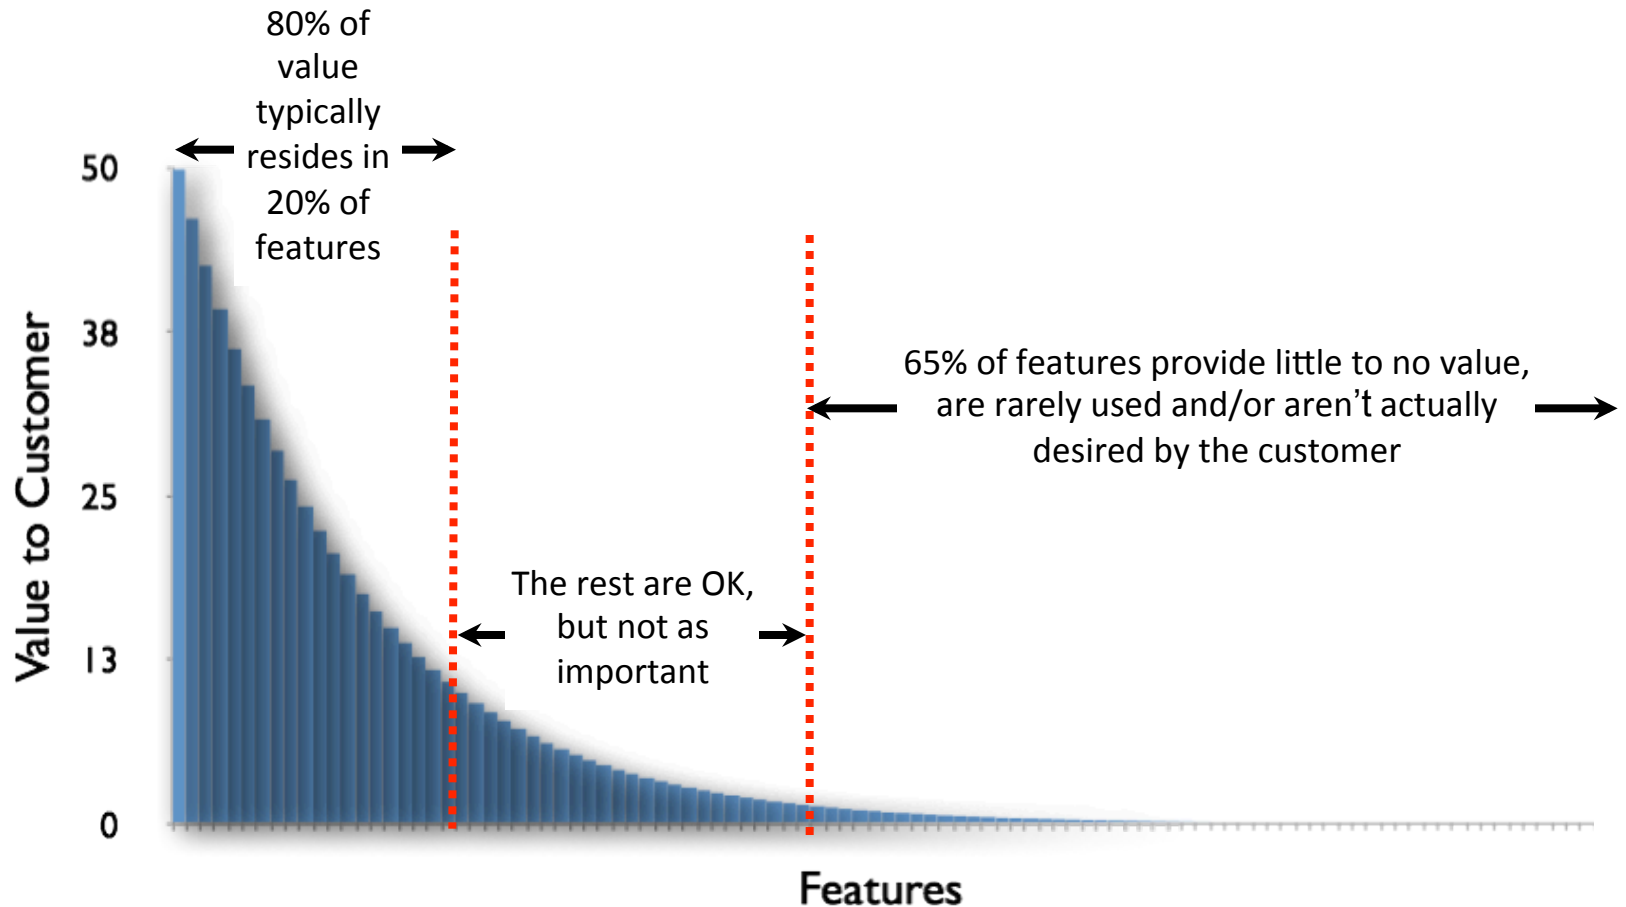 80% of
value
typically
resides in
20% of
features
50
38
25
13
0
Value to Customer
65% of features provide little to no value,
are rarely used and/or aren't actually
desired by the customer
The rest are OK,
but not as
important
Features